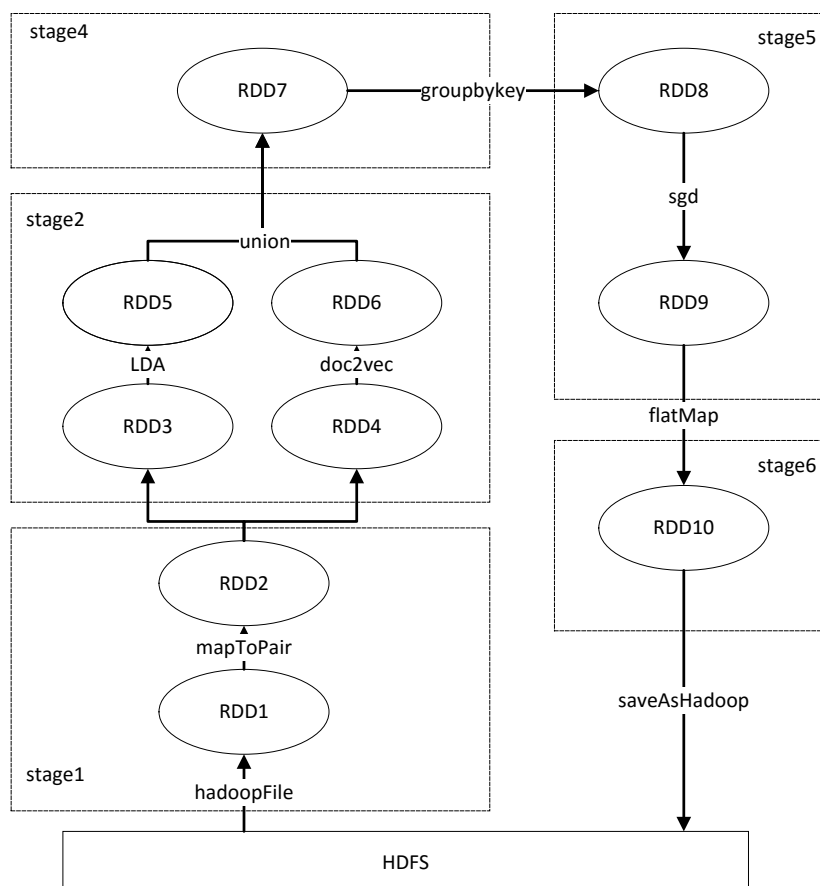 stage4
stage5
RDD7
groupbykey
RDD8
stage2
sgd
union
RDD5
RDD6
RDD9
LDA
doc2vec
RDD3
RDD4
flatMap
stage6
RDD10
RDD2
mapToPair
RDD1
saveAsHadoop
stage1
hadoopFile
HDFS